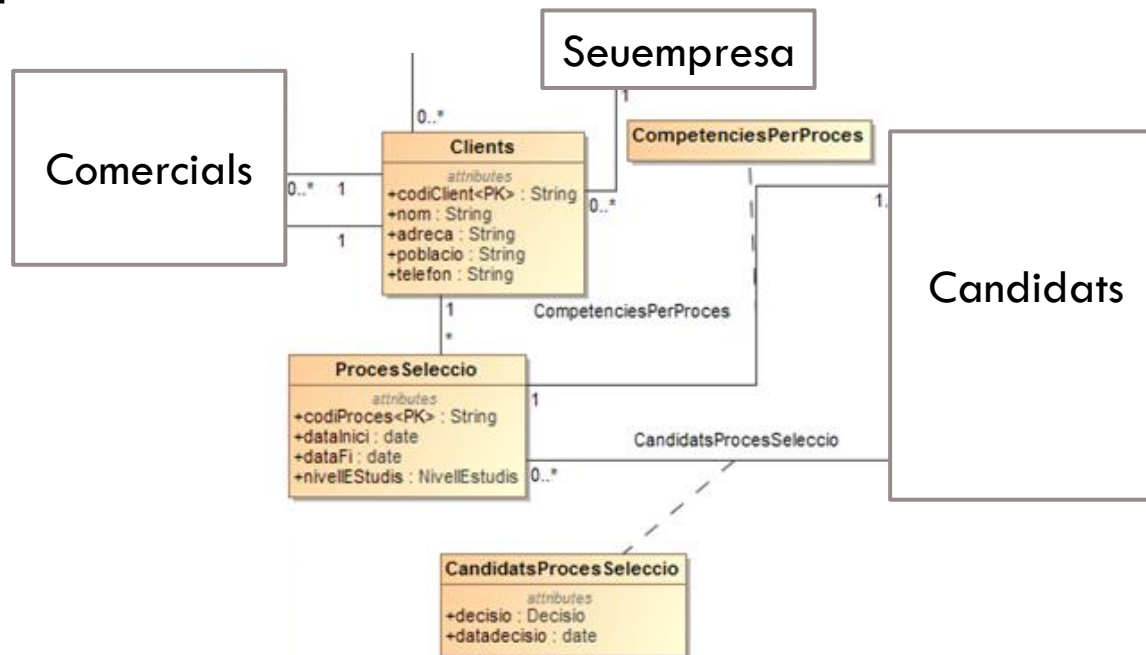 Seuempresa
1
0..*
CompetenciesPerProces
Comercials
0..*
1
1
Clients
attributes
+codiClient<PK> : String
+nom : String
+adreca : String
+poblacio : String
+telefon : String
0..*
1..
Candidats
1
*
CompetenciesPerProces
ProcesSeleccio
attributes
+codiProces<PK> : String
+dataInici : date
+dataFi : date
+nivellEStudis : NivellEstudis
1
0..*
CandidatsProcesSeleccio
CandidatsProcesSeleccio
attributes
+decisio : Decisio
+datadecisio : date